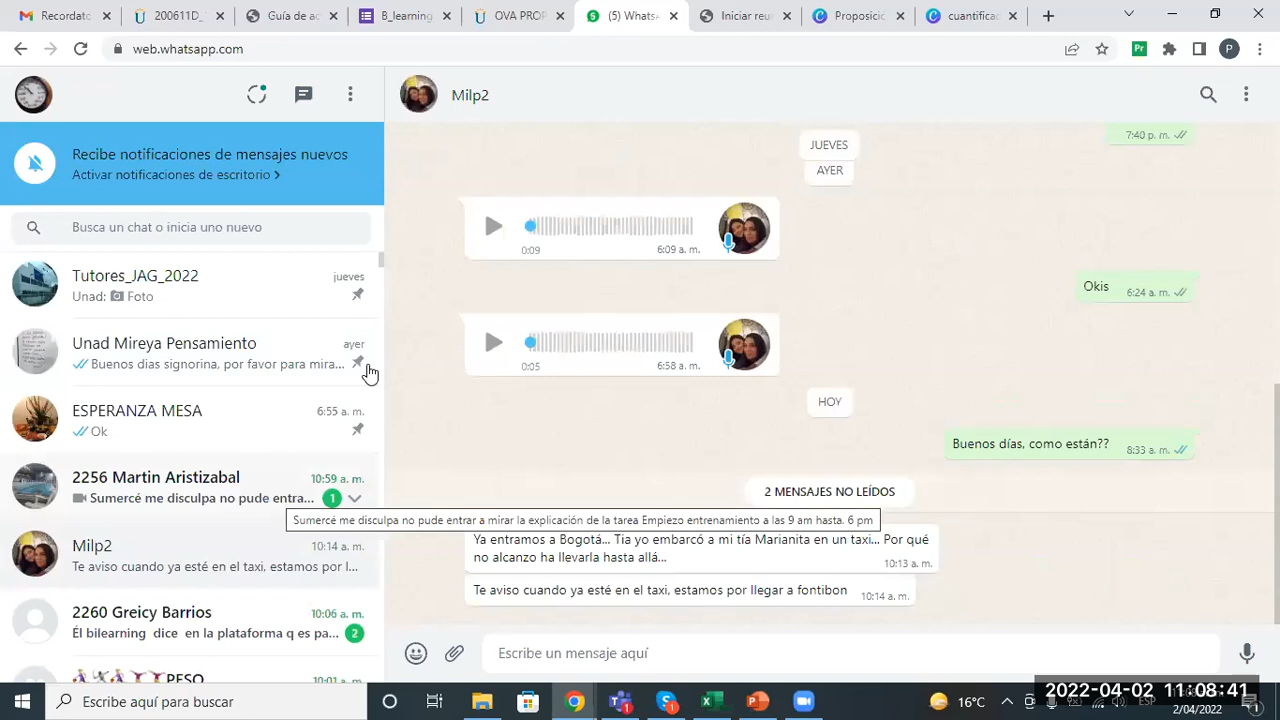 Recordato
200611D_
Guía de ac
B_learning
OVA PROP
(5) Whats
Iniciar reu
Proposició
cuantifica
web.whatsapp.com
P
Recibe notificaciones de mensajes nuevos
Activar notificaciones de escritorio >
Busca un chat o inicia uno nuevo
Tutores_JAG_2022
jueves
Unad: Foto
Unad Mireya Pensamiento
ayer
Buenos dias signorina, por favor para mira...
ESPERANZA MESA
6:55 a. m.
Ok
2256 Martin Aristizabal
10:59 a. m.
Sumercé me disculpa no pude entra...
1
Sumercé me disculpa no pude entrar a mirar la explicación de la tarea Empiezo entrenamiento a las 9 am hasta. 6 pm
Milp2
10:14 a. m.
Te aviso cuando ya esté en el taxi, estamos por l...
2260 Greicy Barrios
10:06 a. m.
Él bilearning dice en la plataforma q es pa...
2
PESO
10:01 a. m.
Milp2
7:40 p. m.
JUEVES
AYER
0:09
6:09 a. m.
Okis
6:24 a. m.
0:05
6:58 a. m.
HOY
Buenos días, como están??
8:33 a. m.
2 MENSAJES NO LEÍDOS
Ya entramos a Bogotá... Tia yo embarcó a mi tía Marianita en un taxi... Por qué
no alcanzo ha llevarla hasta allá...
10:13 a. m.
Te aviso cuando ya esté en el taxi, estamos por llegar a fontibon
10:14 a. m.
Escribe un mensaje aquí
Escribe aquí para buscar
16°C
ESP
2022-04-02 11:08:41
2/04/2022